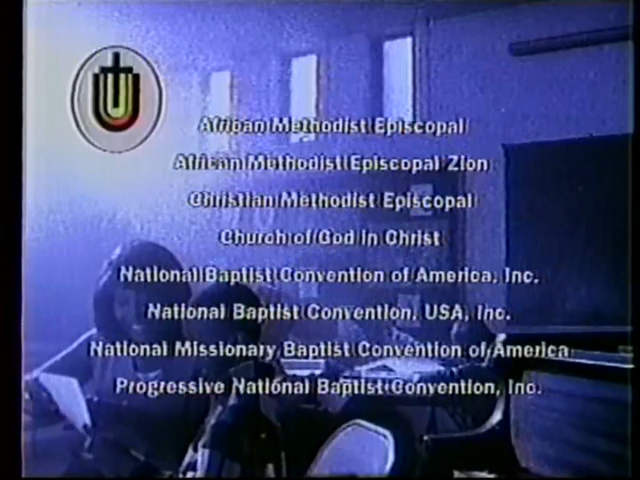 African Methodist Episcopal
African Methodist Episcopal Zion
Christian Methodist Episcopal
Church of God in Christ
National Baptist Convention of America, Inc.
National Baptist Convention, USA, Inc.
National Missionary Baptist Convention of America
Progressive National Baptist Convention, Inc.